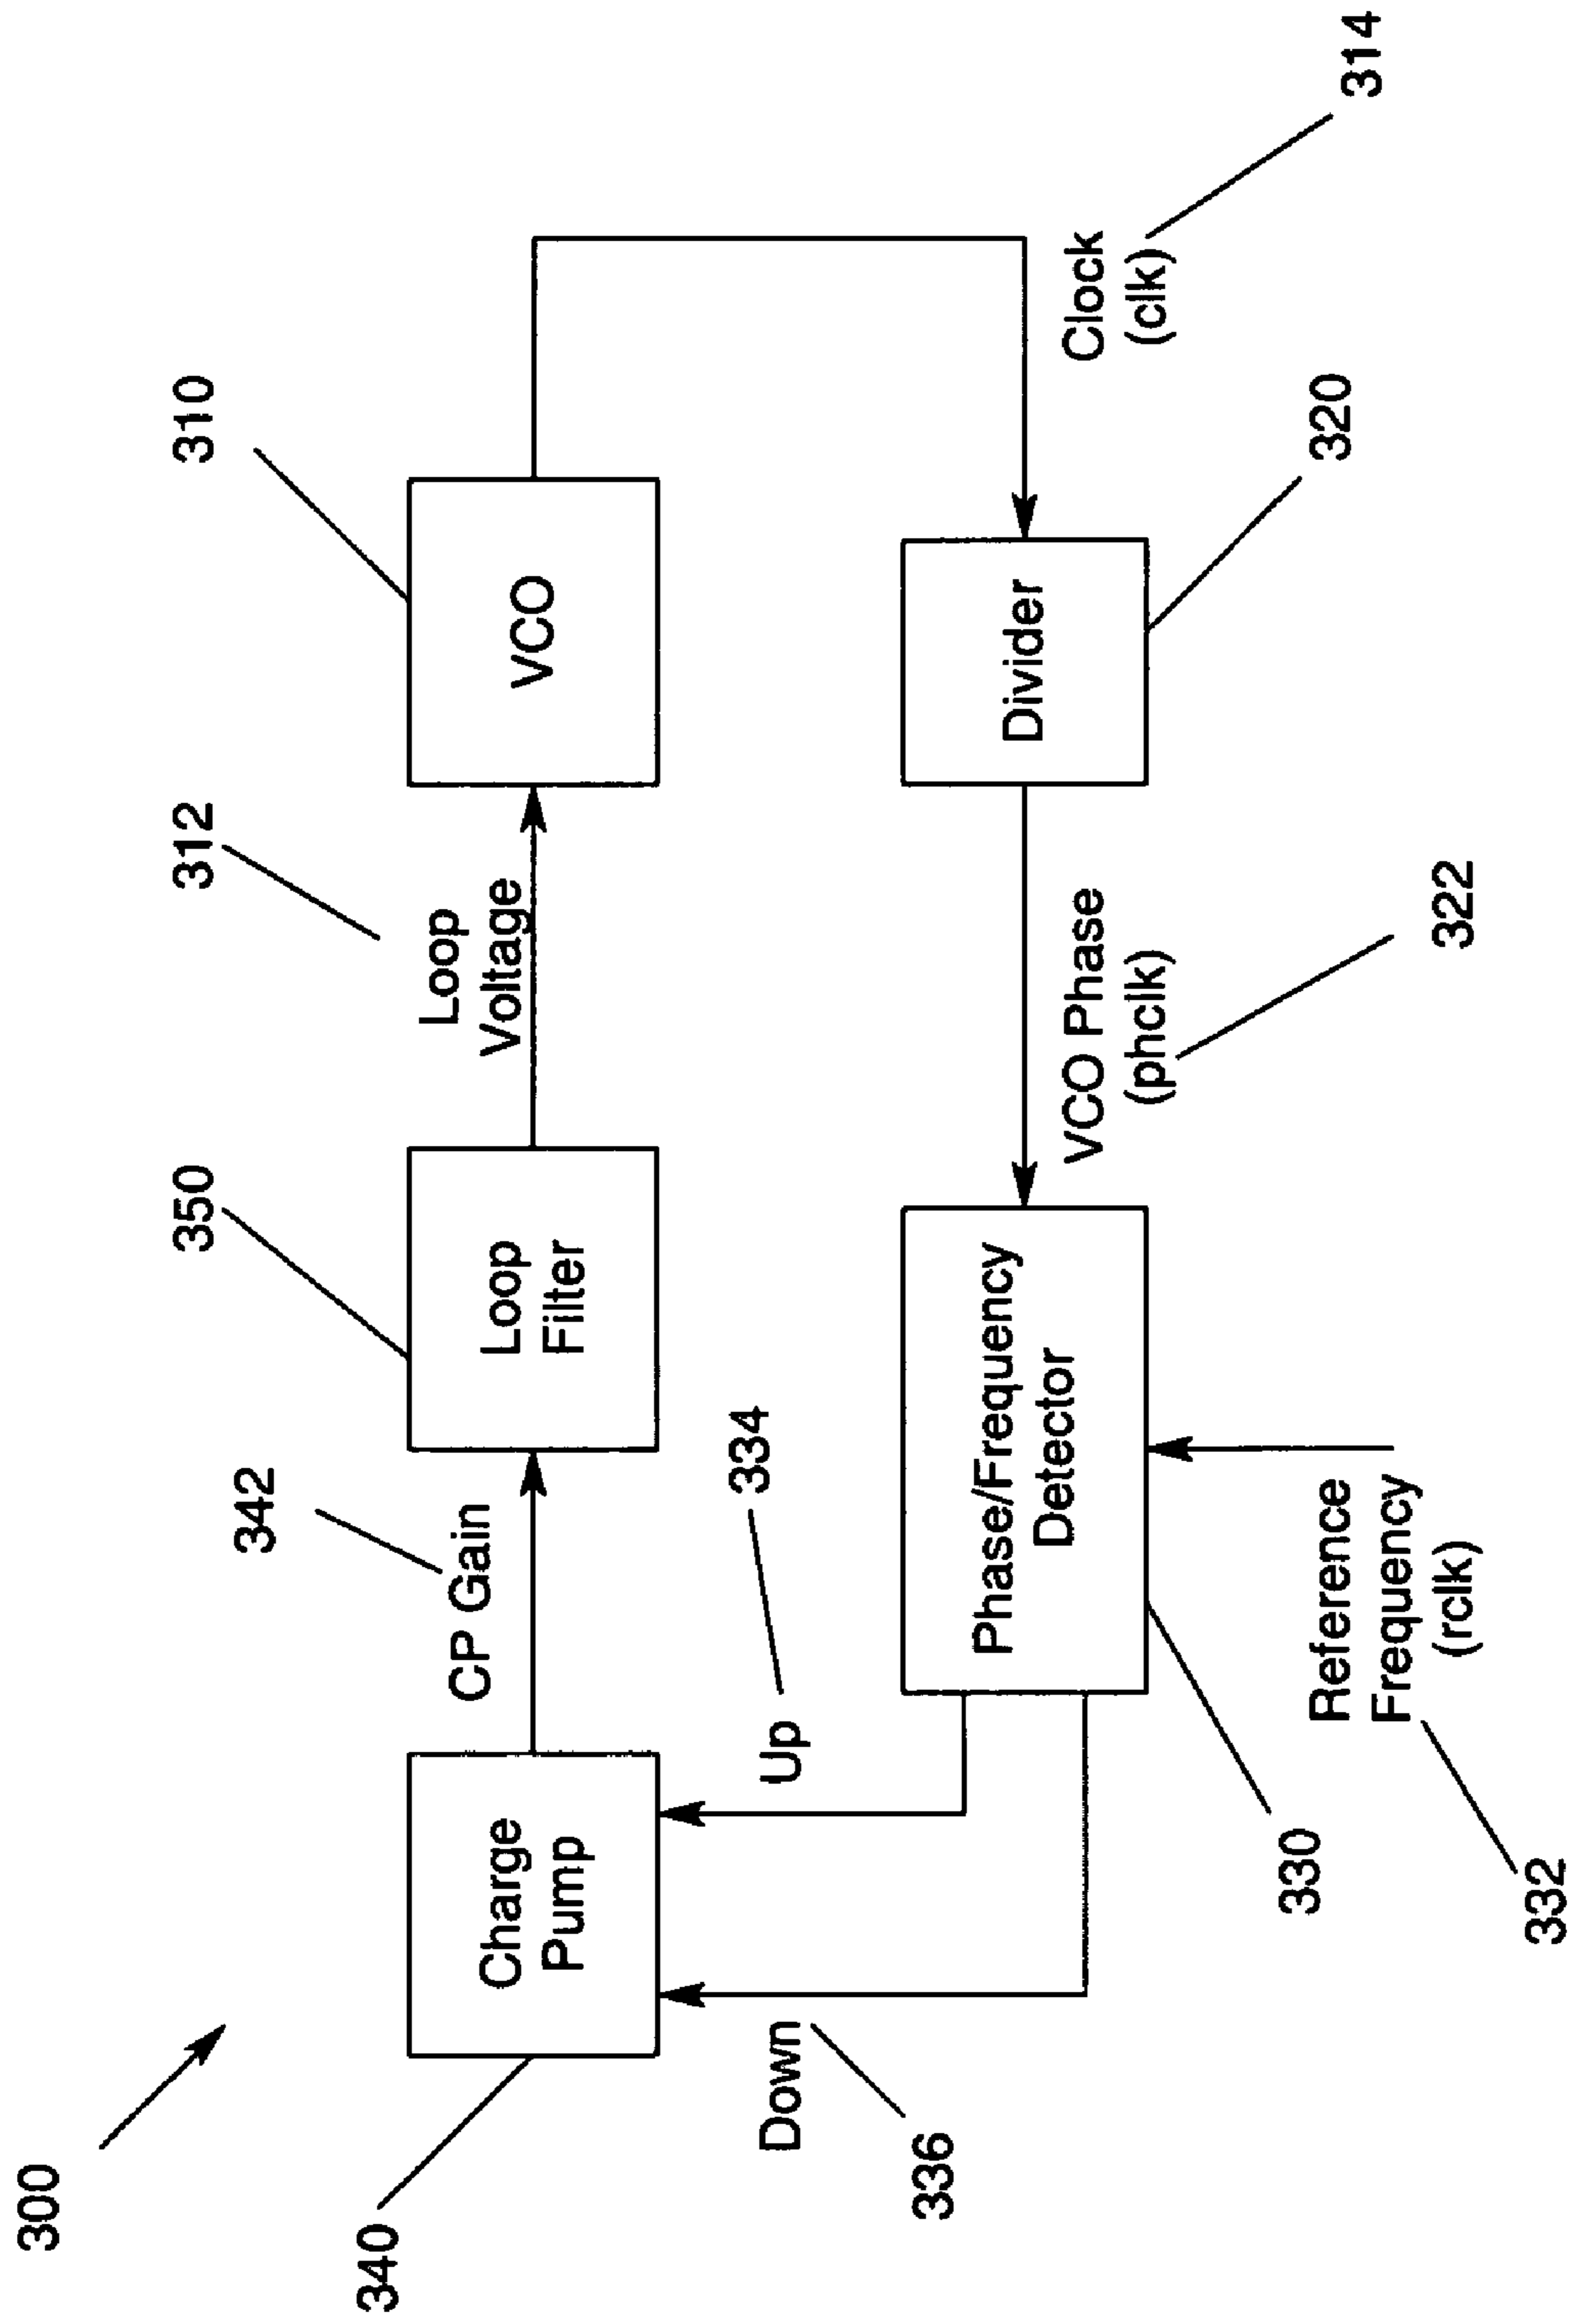 300
340
Charge
Pump
342
CP Gain
350
Loop
Filter
312
Loop
Voltage
310
VCO
Down
336
Up
334
Phase/Frequency
Detector
330
Reference
Frequency
(rclk)
332
VCO Phase
(phclk)
322
Divider
320
Clock
(clk)
314